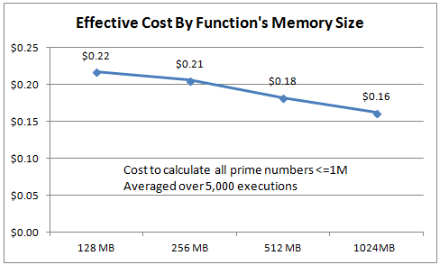 Effective Cost By Function's Memory Size
$0.25
$0.20
$0.15
$0.10
$0.05
$0.00
$0.22
$0.21
$0.18
$0.16
Cost to calculate all prime numbers <=1M
Averaged over 5,000 executions
128 MB
256 MB
512 MB
1024MB